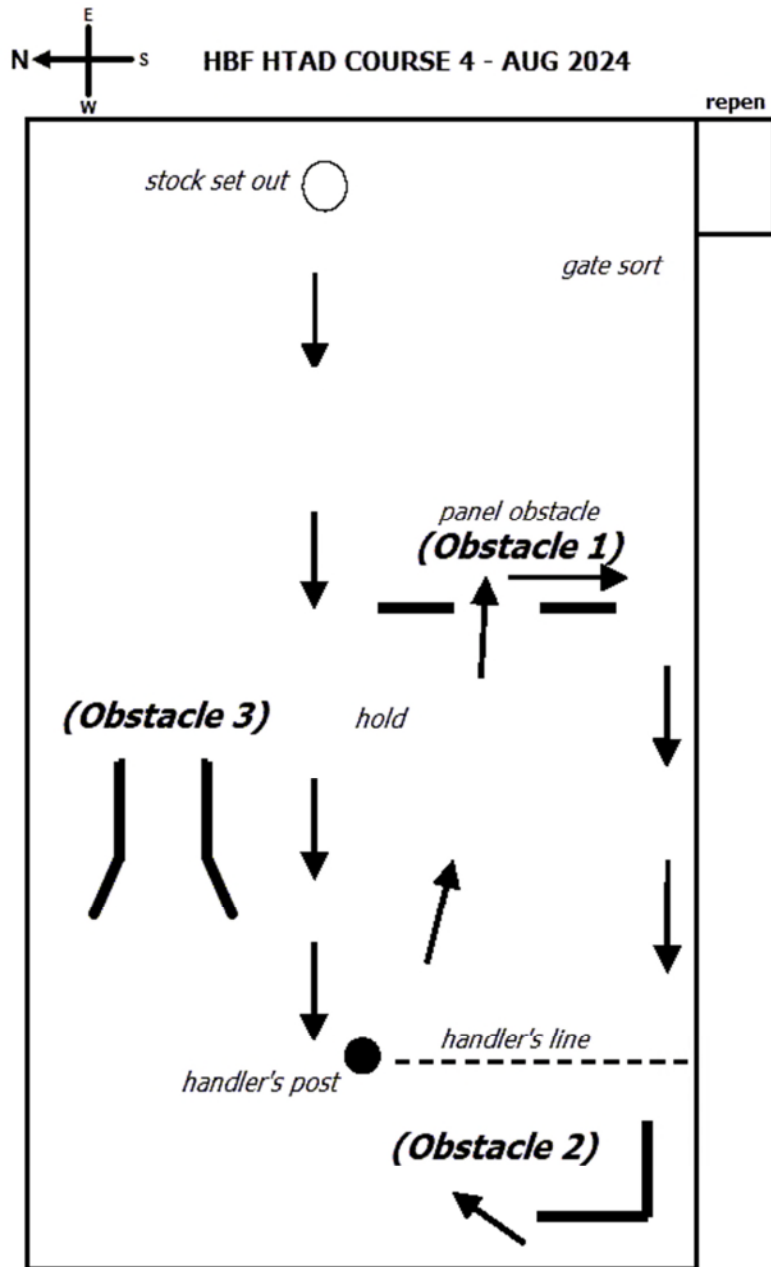 E
N
S
W
HBF HTAD COURSE 4 - AUG 2024
repen
stock set out
gate sort
panel obstacle
(Obstacle 1)
(Obstacle 3)
hold
handler's line
handler's post
(Obstacle 2)